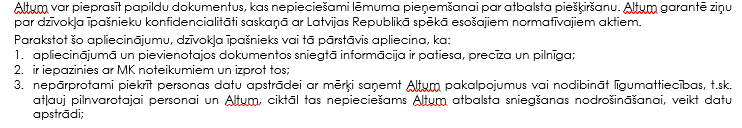 Altum var pieprasīt papildu dokumentus, kas nepieciešami lēmuma pieņemšanai par atbalsta piešķiršanu. Altum garantē ziņu
par dzīvokļa īpašnieku konfidencialitāti saskaņā ar Latvijas Republikā spēkā esošajiem normatīvajiem aktiem.
Parakstot šo apliecinājumu, dzīvokļa īpašnieks vai tā pārstāvis apliecina, ka:
1. apliecinājumā un pievienotajos dokumentos sniegtā informācija ir patiesa, precīza un pilnīga;
2. ir iepazinies ar MK noteikumiem un izprot tos;
3. nepārprotami piekrīt personas datu apstrādei ar mērķi saņemt Altum pakalpojumus vai nodibināt līgumattiecības, t.sk.
atļauj pilnvarotajai personai un Altum, ciktāl tas nepieciešams Altum atbalsta sniegšanas nodrošināšanai, veikt datu
apstrādi;